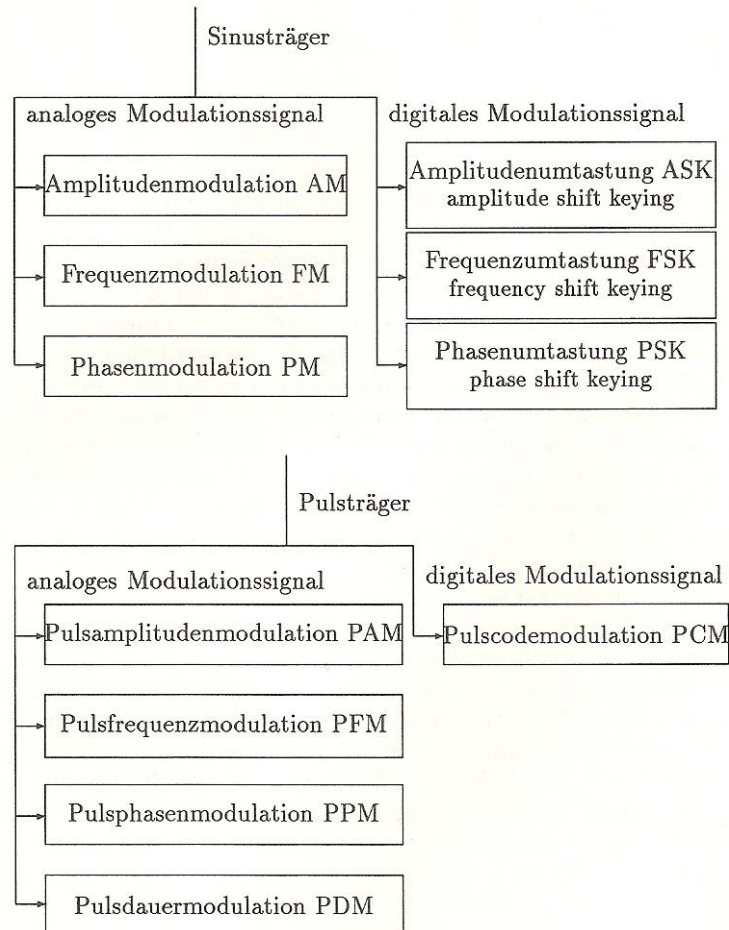 Sinusträger
analoges Modulationssignal
Amplitudenmodulation AM
Frequenzmodulation FM
Phasenmodulation PM
digitales Modulationssignal
Amplitudenumtastung ASK
amplitude shift keying
Frequenzumtastung FSK
frequency shift keying
Phasenumtastung PSK
phase shift keying
Pulsträger
analoges Modulationssignal
Pulsamplitudenmodulation PAM
Pulsfrequenzmodulation PFM
Pulsphasenmodulation PPM
Pulsdauermodulation PDM
digitales Modulationssignal
Pulscodemodulation PCM